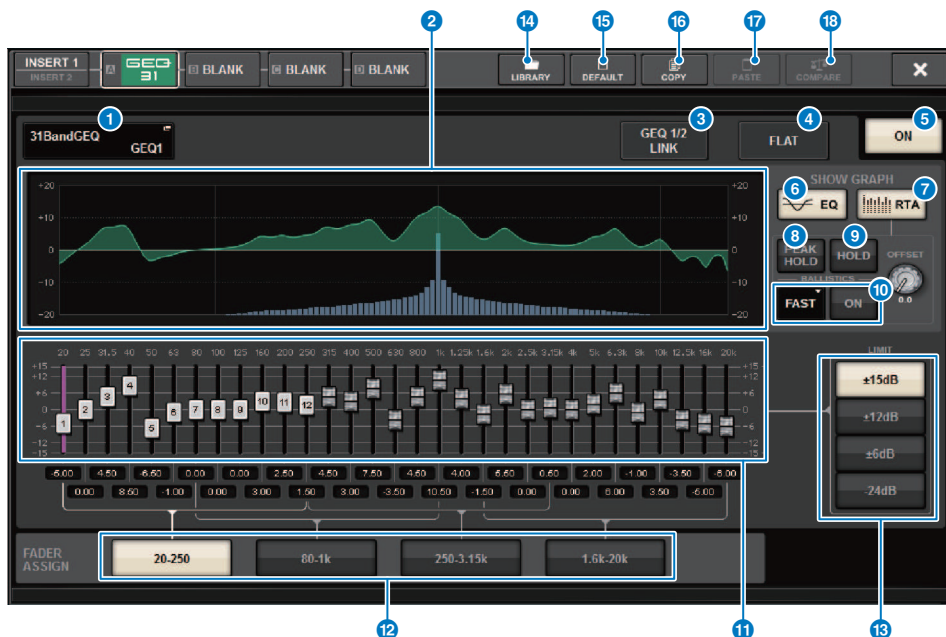 2 14 15 16 17 18
INSERT 1
INSERT 2
A GEQ 31
B BLANK
C BLANK
D BLANK
LIBRARY
DEFAULT
COPY
PASTE
COMPARE
1 3 4 5
31BandGEQ
GEQ1
GEQ 1/2
LINK
FLAT
ON
SHOW GRAPH
6 7
EQ
RTA
8 9
PEAK
HOLD
HOLD
OFFSET
0.0
BALLISTICS
10
FAST
ON
+20 +20
+10 +10
0 0
-10 -10
-20 -20
20 25 31.5 40 50 63 80 100 125 160 200 250 315 400 500 630 800 1k 1.25k 1.6k 2k 2.5k 3.15k 4k 5k 6.3k 8k 10k 12.5k 16k 20k
+15 +15
+12 +12
+6 +6
0 0
-6 -6
-12 -12
-15 -15
1 2 3 4 5 6 7 8 9 10 11 12
-5.00 4.50 -6.50 0.00 0.00 2.50 4.50 7.50 4.50 4.00 6.50 0.50 2.00 -1.00 -3.50 -5.00
0.00 8.50 -1.00 0.00 3.00 1.50 3.00 -3.50 10.50 -1.50 0.00 0.00 6.00 3.50 -5.00
LIMIT
±15dB
±12dB
±6dB
-24dB
FADER
ASSIGN
20-250
80-1k
250-3.15k
1.6k-20k
12 11 13